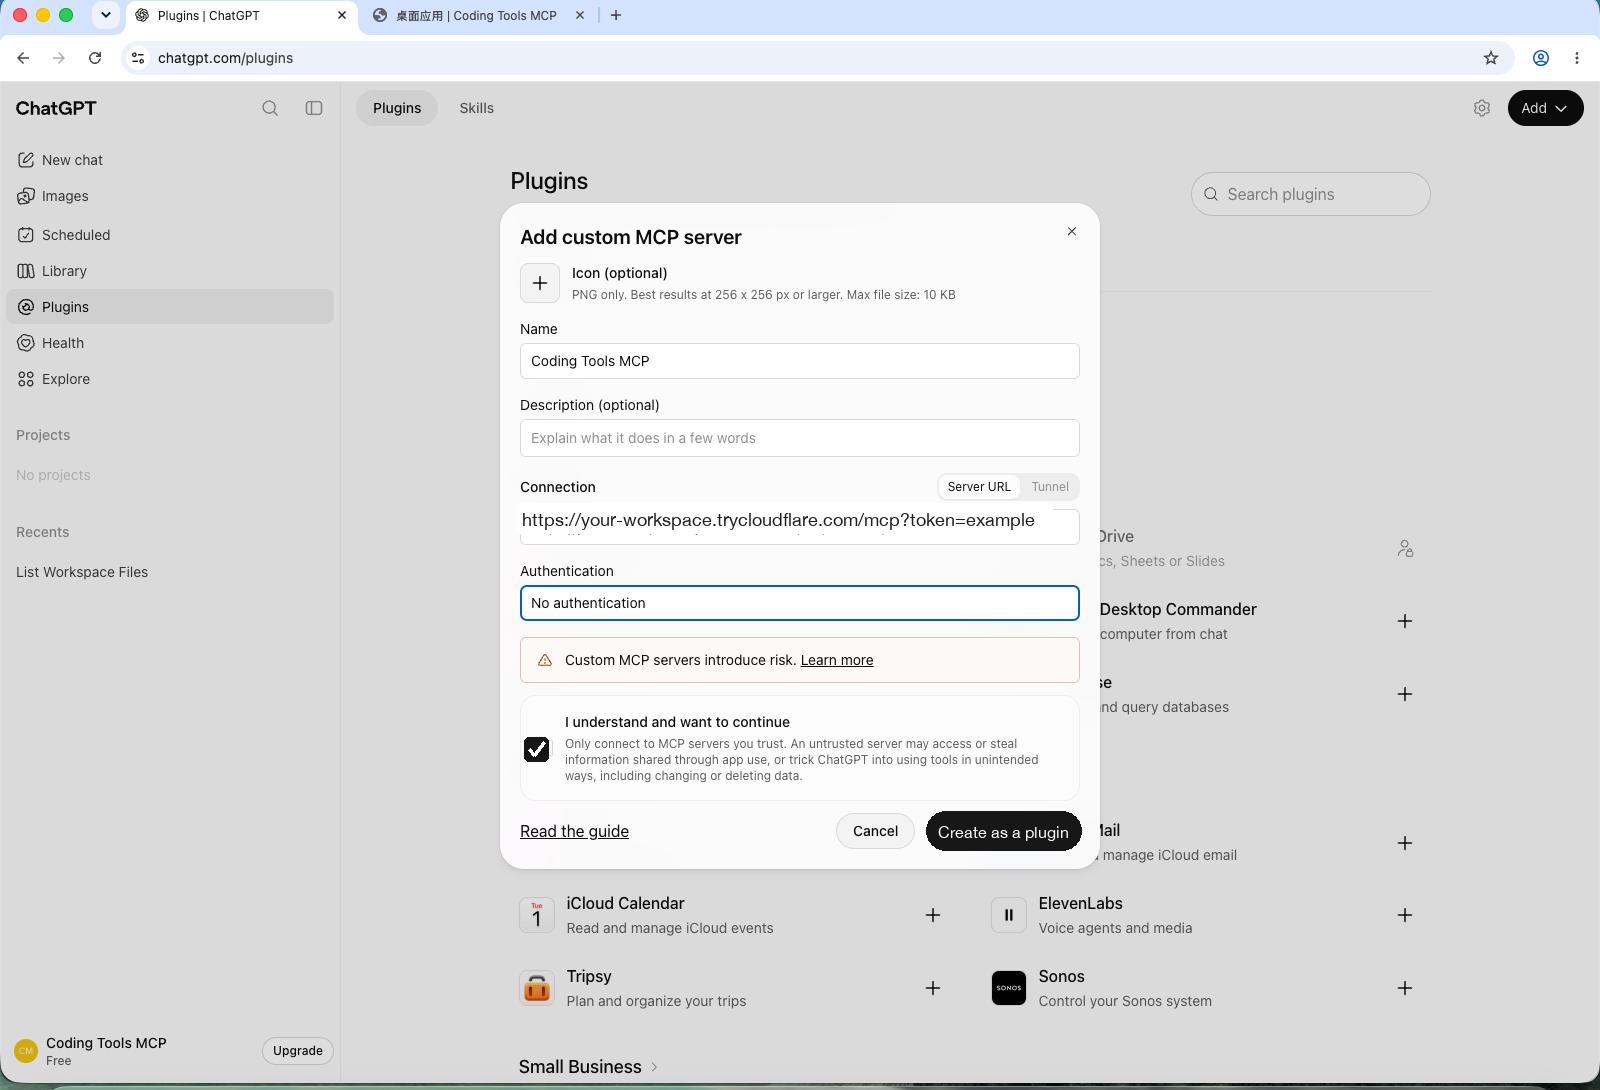 Plugins | ChatGPT
桌面应用 | Coding Tools MCP
chatgpt.com/plugins
ChatGPT
Plugins
Skills
Add
New chat
Images
Scheduled
Library
Plugins
Health
Explore
Projects
No projects
Recents
List Workspace Files
Plugins
Search plugins
Add custom MCP server
Icon (optional)
PNG only. Best results at 256 x 256 px or larger. Max file size: 10 KB
Name
Coding Tools MCP
Description (optional)
Explain what it does in a few words
Connection
Server URL
Tunnel
https://your-workspace.trycloudflare.com/mcp?token=example
Authentication
No authentication
Custom MCP servers introduce risk. Learn more
I understand and want to continue
Only connect to MCP servers you trust. An untrusted server may access or steal
information shared through app use, or trick ChatGPT into using tools in unintended
ways, including changing or deleting data.
Read the guide
Cancel
Create as a plugin
Drive
cs, Sheets or Slides
Desktop Commander
computer from chat
se
nd query databases
Mail
manage iCloud email
Tue
1
iCloud Calendar
Read and manage iCloud events
ElevenLabs
Voice agents and media
Tripsy
Plan and organize your trips
SONOS
Sonos
Control your Sonos system
Small Business
CM
Coding Tools MCP
Free
Upgrade